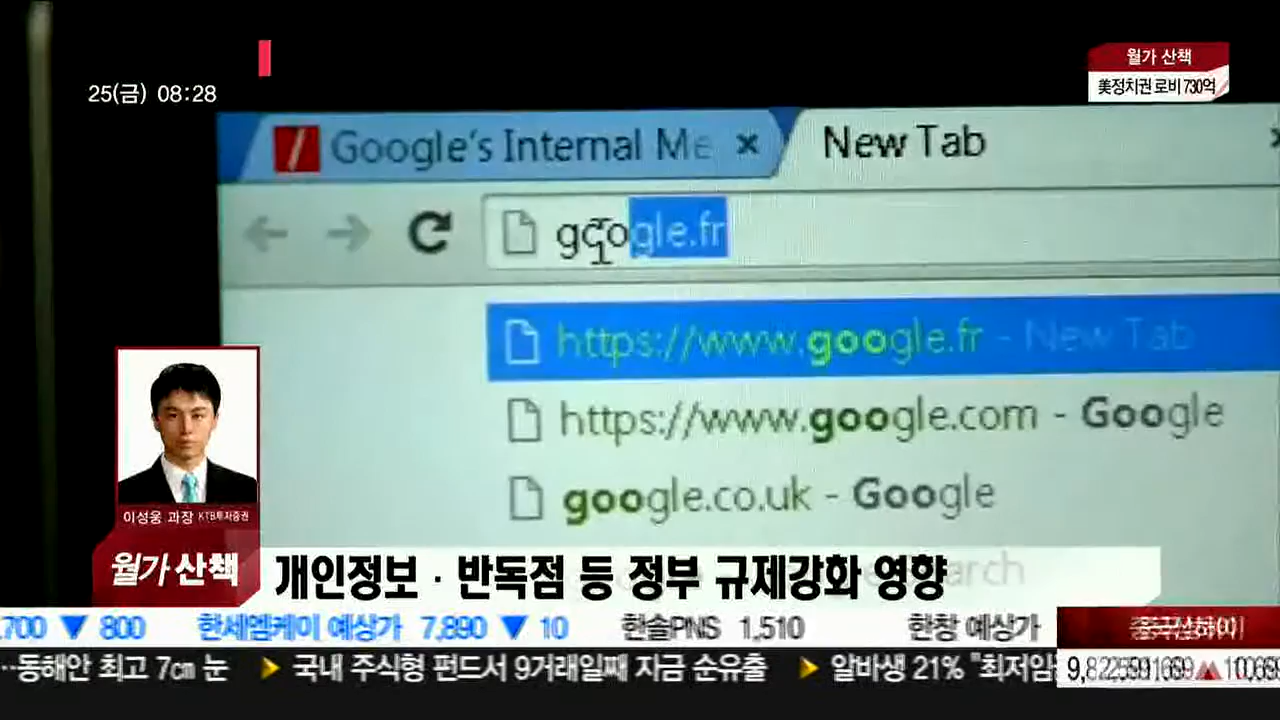 25(금) 08:28
월가 산책
美정치권 로비 730억
Google's Internal Me
New Tab
google.fr
https://www.google.fr - New Tab
https://www.google.com - Google
google.co.uk - Google
이성웅 과장 KTB투자증권
월가 산책
개인정보 · 반독점 등 정부 규제강화 영향
.700 ▼ 800 한세엠케이 예상가 7,890 ▼ 10 한솔PNS 1,510 한창 예상가
··동해안 최고 7㎝ 눈 ▶ 국내 주식형 펀드서 9거래일째 자금 순유출 ▶ 알바생 21% "최저임